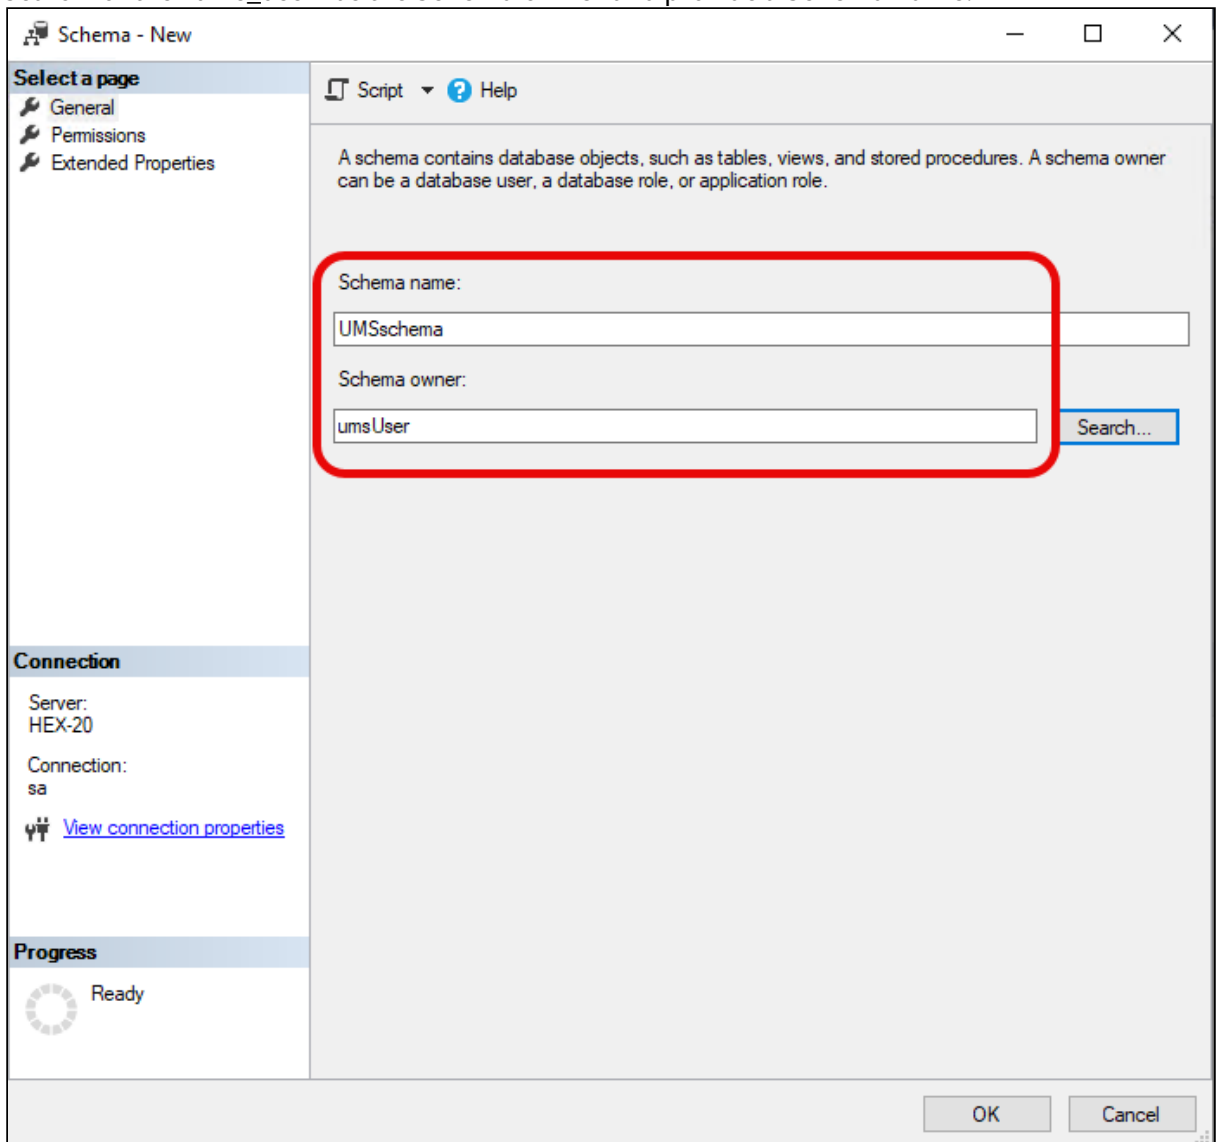 Schema - New
Select a page
General
Permissions
Extended Properties
Script
Help
A schema contains database objects, such as tables, views, and stored procedures. A schema owner
can be a database user, a database role, or application role.
Schema name:
UMSschema
Schema owner:
umsUser
Search...
Connection
Server:
HEX-20
Connection:
sa
View connection properties
Progress
Ready
OK
Cancel